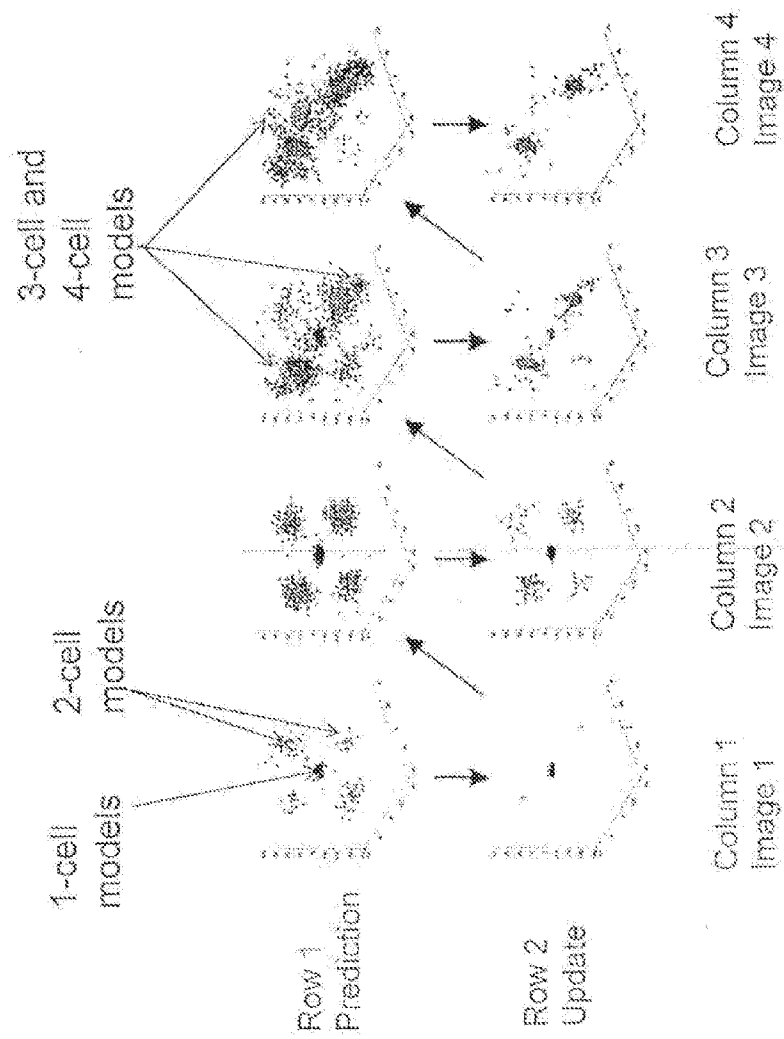 1-cell
models
2-cell
models
3-cell and
4-cell
models
Row 1
Prediction
Row 2
Update
Column 1
Image 1
Column 2
Image 2
Column 3
Image 3
Column 4
Image 4